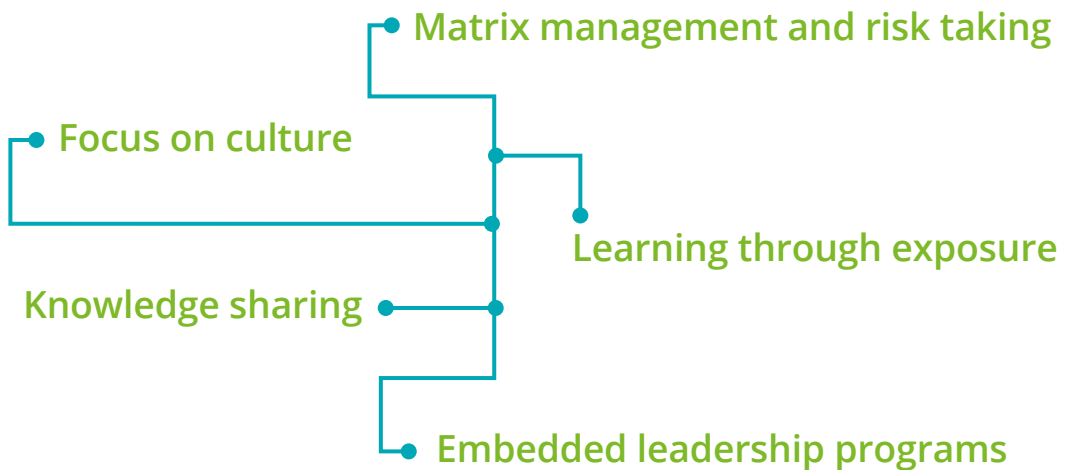 Matrix management and risk taking
Focus on culture
Learning through exposure
Knowledge sharing
Embedded leadership programs